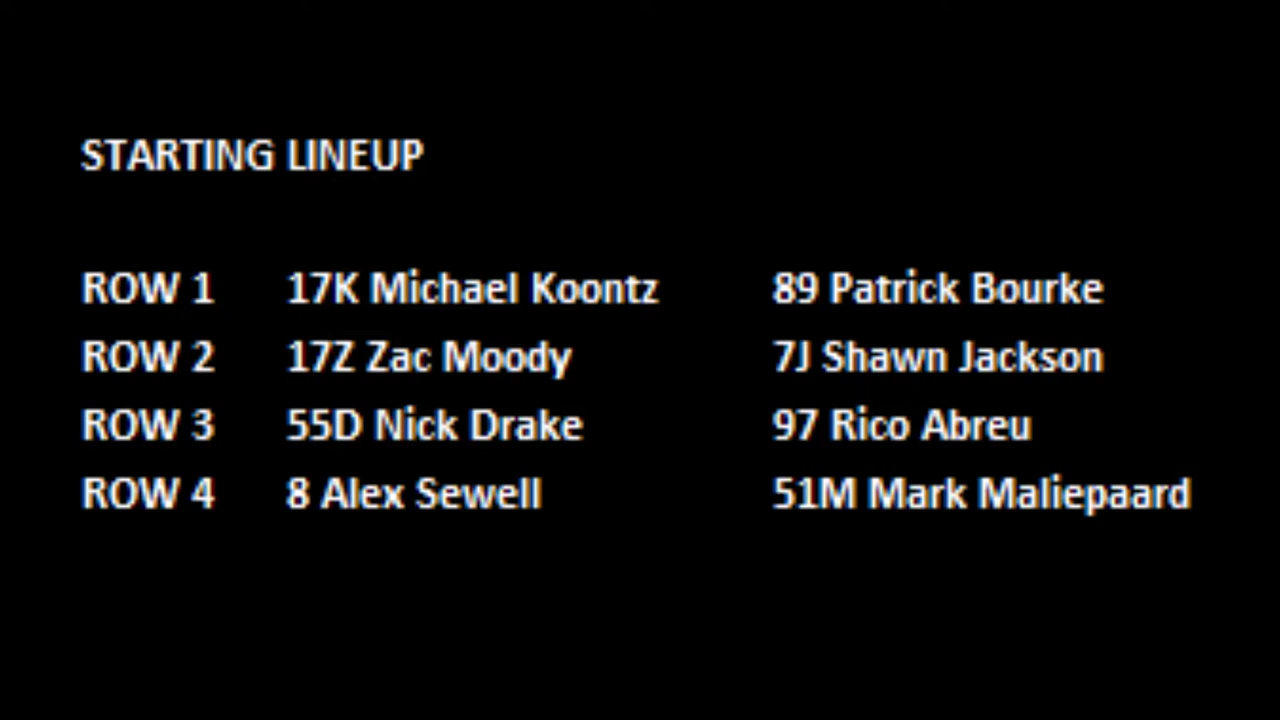 STARTING LINEUP
ROW 1 17K Michael Koontz 89 Patrick Bourke
ROW 2 17Z Zac Moody 7J Shawn Jackson
ROW 3 55D Nick Drake 97 Rico Abreu
ROW 4 8 Alex Sewell 51M Mark Maliepaard